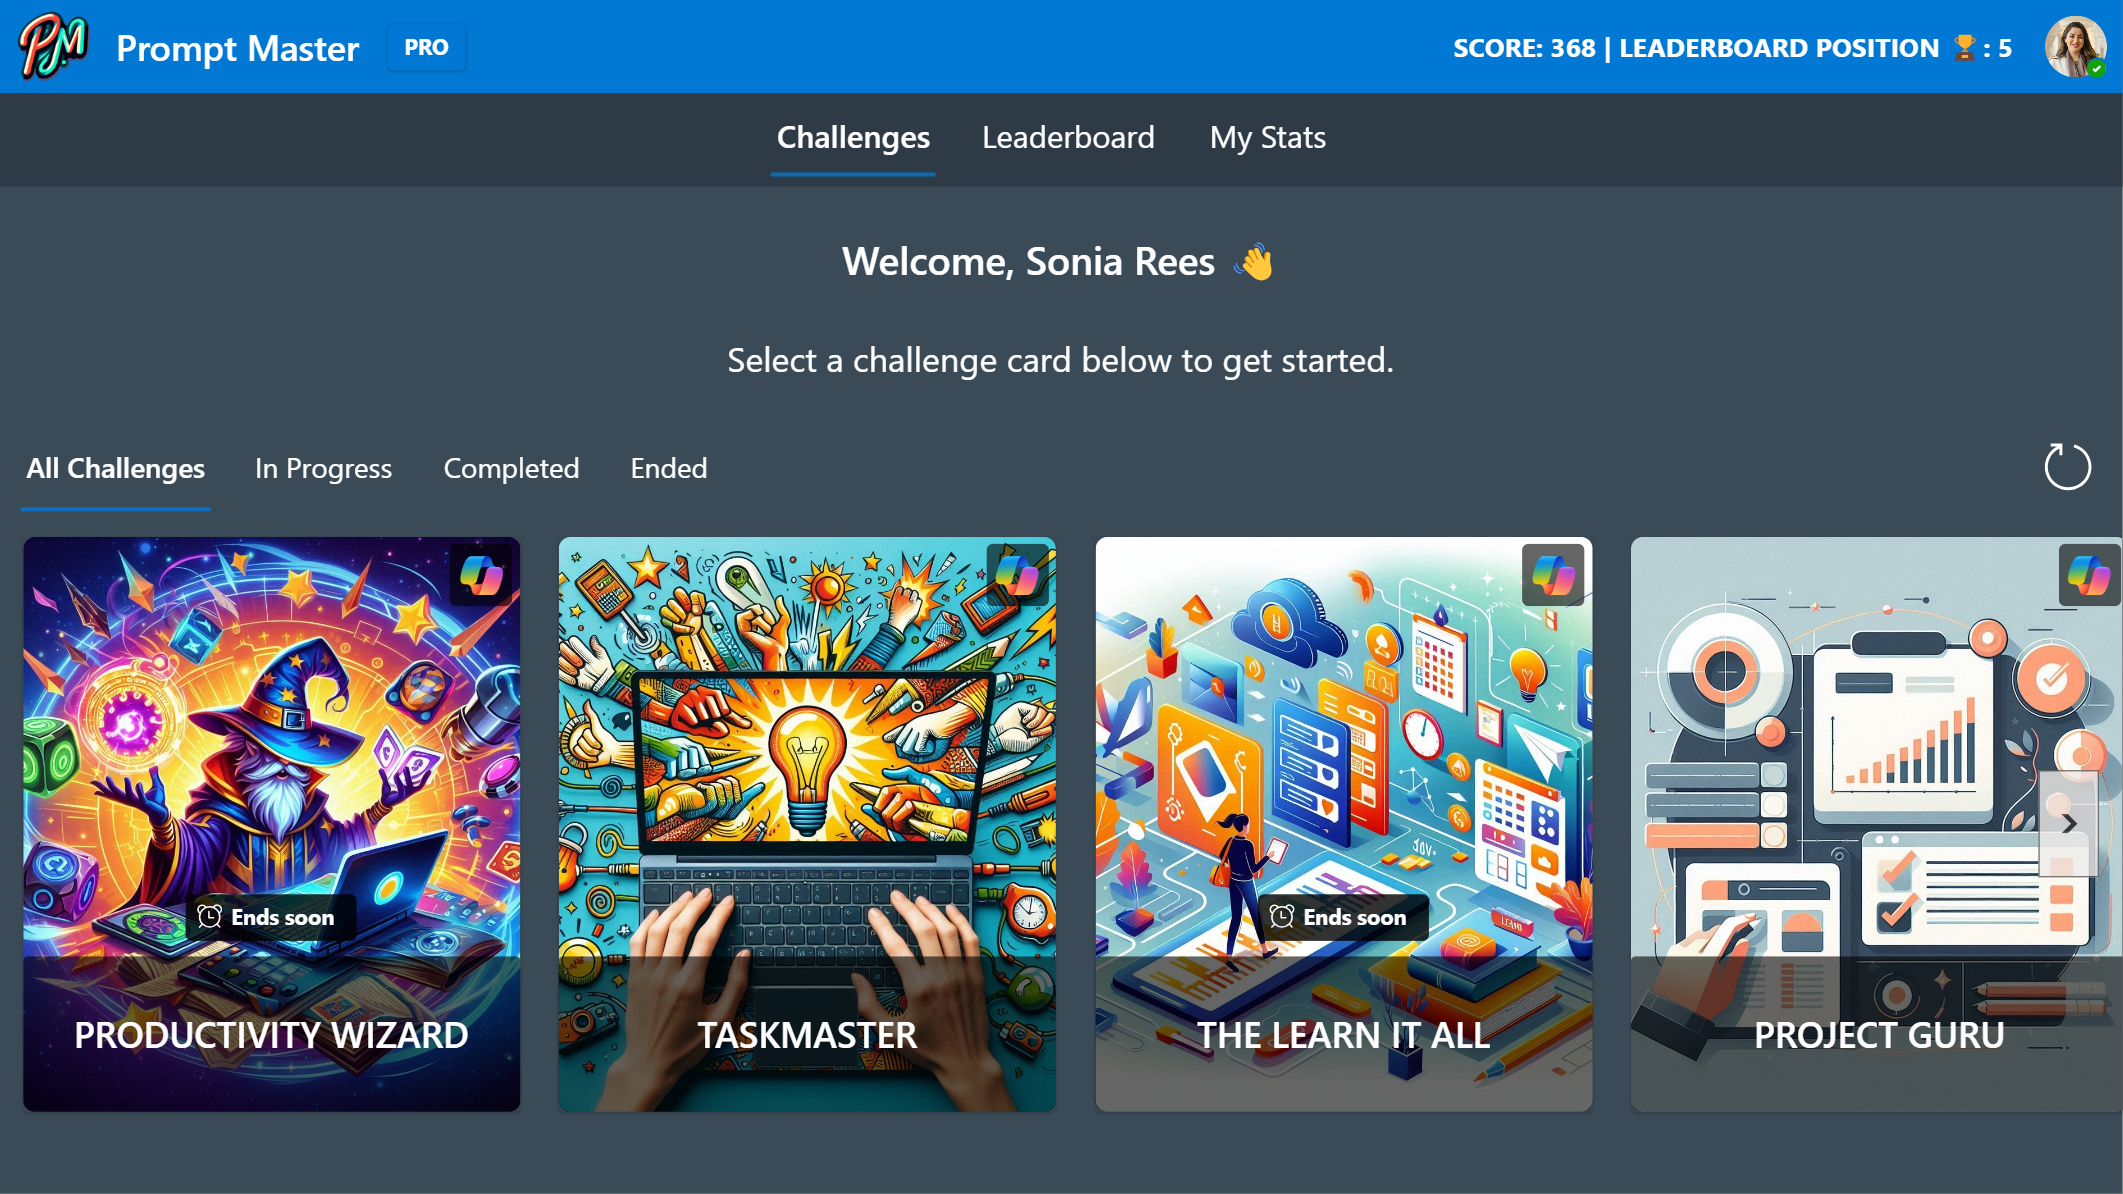 PM
Prompt Master
PRO
SCORE: 368 | LEADERBOARD POSITION 🏆 : 5
Challenges
Leaderboard
My Stats
Welcome, Sonia Rees 👋
Select a challenge card below to get started.
All Challenges
In Progress
Completed
Ended
Ends soon
Ends soon
PRODUCTIVITY WIZARD
TASKMASTER
THE LEARN IT ALL
PROJECT GURU